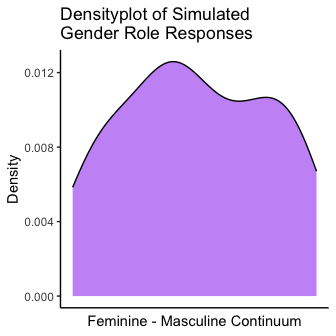 Densityplot of Simulated
Gender Role Responses
0.012
0.008
0.004
0.000
Density
Feminine - Masculine Continuum